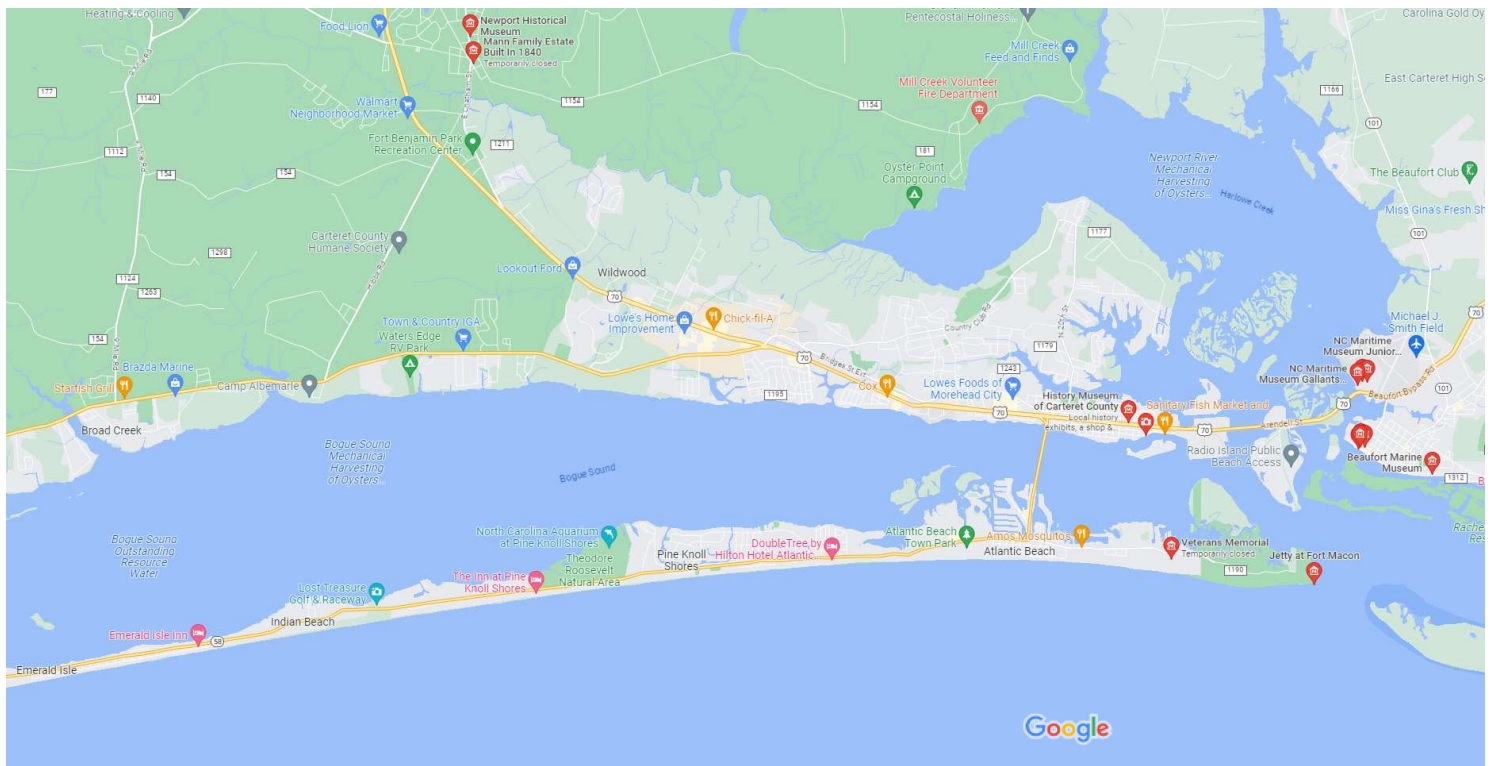 Heating & Cooling
Food Lion
Newport Historical
Museum
Mann Family Estate
Built In 1840
Temporarily closed
Pentecostal Holiness...
Mill Creek
Feed and Finds
Carolina Gold Oy
East Carteret High S
177
1140
Walmart
Neighborhood Market
1154
Mill Creek Volunteer
Fire Department
1154
1166
101
Fort Benjamin Park
Recreation Center
1211
1112
154
154
181
Oyster Point
Campground
Newport River
Mechanical
Harvesting
of Oysters...
Harlowe Creek
The Beaufort Club
Miss Gina's Fresh Sh
101
Carteret County
Humane Society
1298
1177
1124
1263
Lookout Ford
Wildwood
70
Town & Country IGA
Waters Edge
RV Park
Lowe's Home
Improvement
Chick-fil-A
Country Club Rd
N 20th St
Michael J.
Smith Field
154
70
Bridges St Ext
1179
NC Maritime
Museum Junior...
Brazda Marine
Starfish Grill
Camp Albemarle
1195
Cox
1243
Lowes Foods of
Morehead City
NC Maritime
Museum Gallants...
Beaufort Bypass Rd
101
70
History Museum
of Carteret County
Local history
exhibits, a shop &...
Sanitary Fish Market and
70
70
Arendell St
Broad Creek
Bogue Sound
Mechanical
Harvesting
of Oysters...
Bogue Sound
Radio Island Public
Beach Access
Beaufort Marine
Museum
1312
B
Bogue Sound
Outstanding
Resource
Water
North Carolina Aquarium
at Pine Knoll Shores
Theodore
Roosevelt
Natural Area
Pine Knoll
Shores
DoubleTree by
Hilton Hotel Atlantic...
Atlantic Beach
Town Park
Amos Mosquito's
Atlantic Beach
Veterans Memorial
Temporarily closed
Jetty at Fort Macon
1190
Rache
Res
Lost Treasure
Golf & Raceway
The Inn at Pine
Knoll Shores
Indian Beach
Emerald Isle Inn
58
Emerald Isle
Google